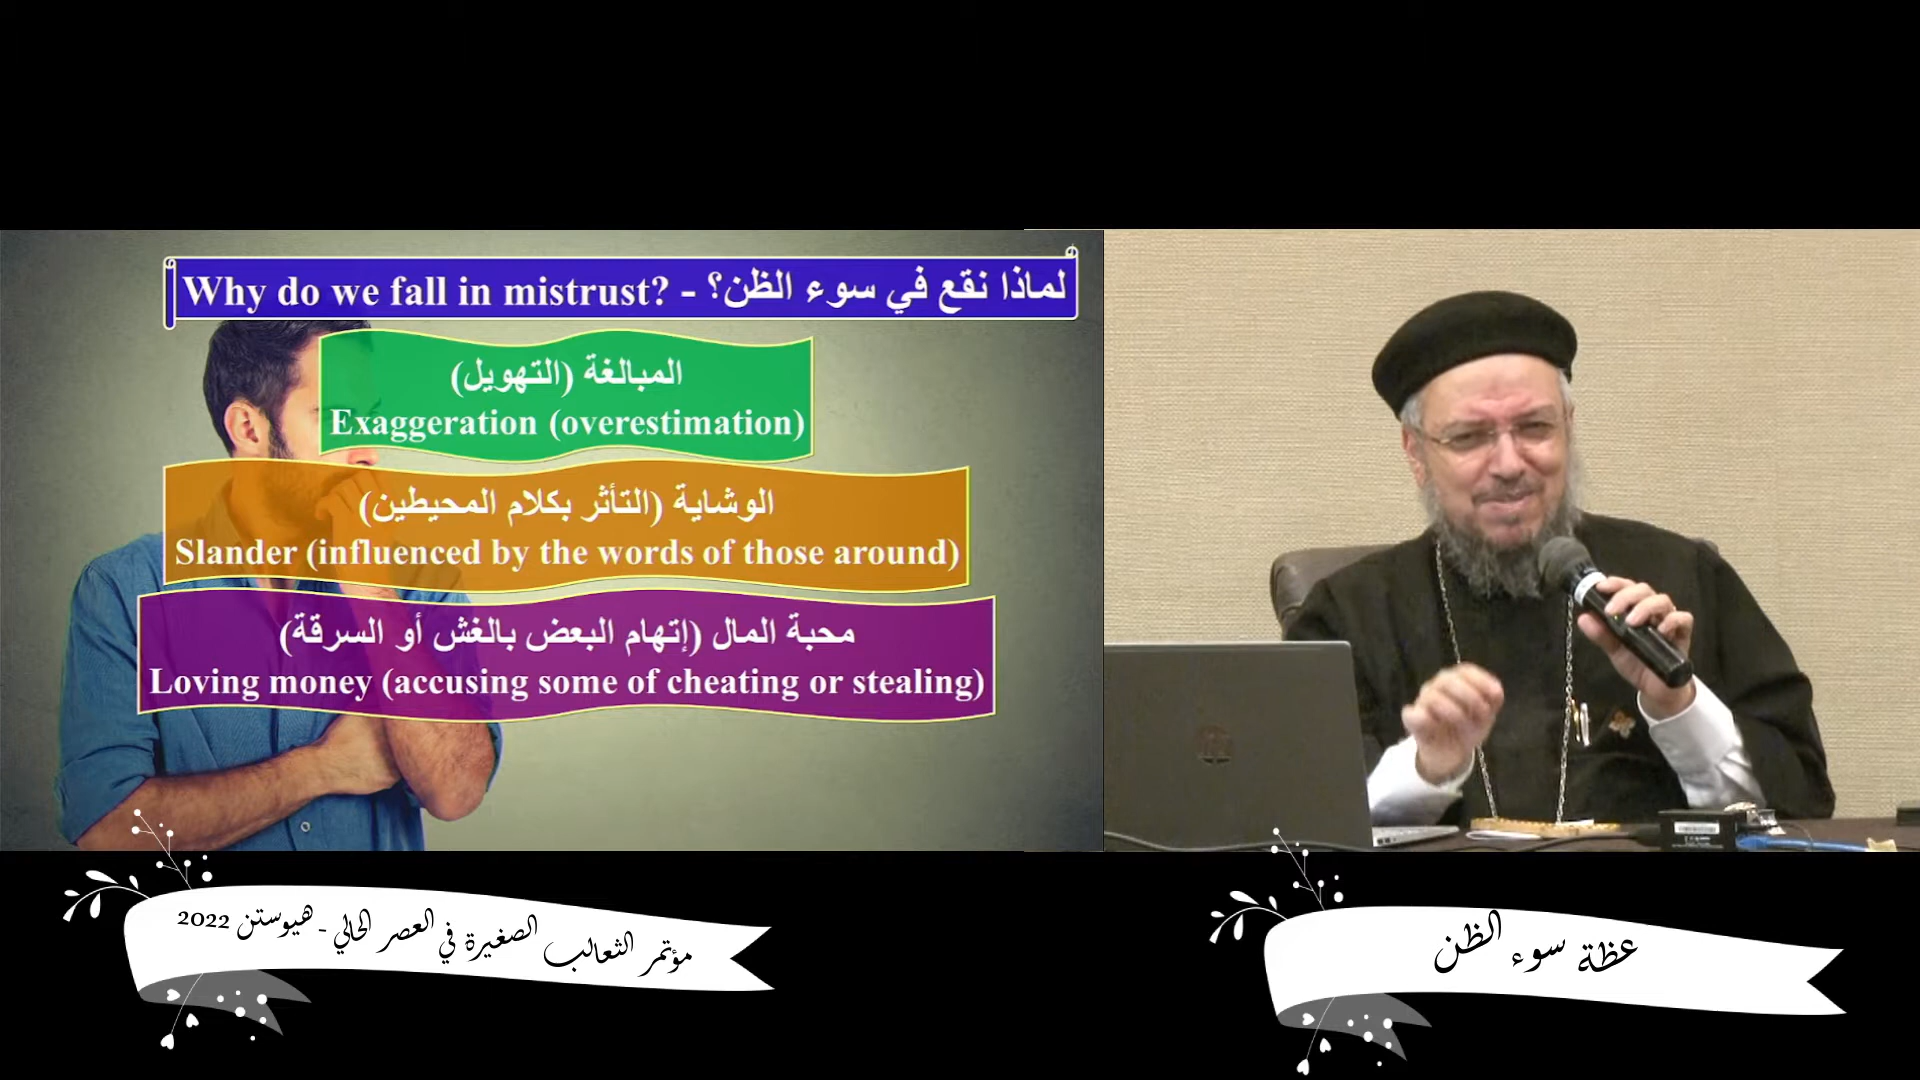 Why do we fall in mistrust? - لماذا نقع في سوء الظن؟
المبالغة (التهويل)
Exaggeration (overestimation)
الوشاية (التأثر بكلام المحيطين)
Slander (influenced by the words of those around)
محبة المال (إتهام البعض بالغش أو السرقة)
Loving money (accusing some of cheating or stealing)
مؤتمر الثعالب الصغيرة في العصر الحالي - هيوستن 2022
عظة سوء الظن